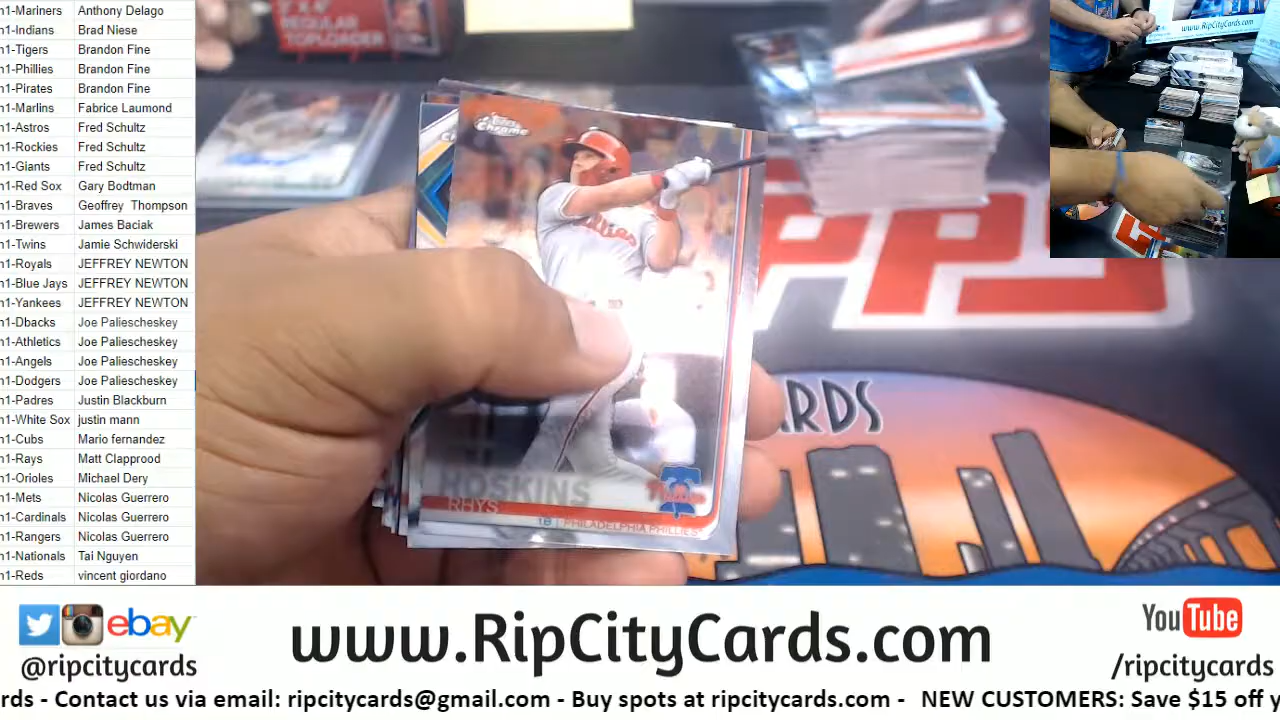 n1-Mariners Anthony Delago
n1-Indians Brad Niese
n1-Tigers Brandon Fine
n1-Phillies Brandon Fine
n1-Pirates Brandon Fine
n1-Marlins Fabrice Laumond
n1-Astros Fred Schultz
n1-Rockies Fred Schultz
n1-Giants Fred Schultz
n1-Red Sox Gary Bodtman
n1-Braves Geoffrey Thompson
n1-Brewers James Baciak
n1-Twins Jamie Schwiderski
n1-Royals JEFFREY NEWTON
n1-Blue Jays JEFFREY NEWTON
n1-Yankees JEFFREY NEWTON
n1-Dbacks Joe Paliescheskey
n1-Athletics Joe Paliescheskey
n1-Angels Joe Paliescheskey
n1-Dodgers Joe Paliescheskey
n1-Padres Justin Blackburn
n1-White Sox justin mann
n1-Cubs Mario fernandez
n1-Rays Matt Clapprood
n1-Orioles Michael Dery
n1-Mets Nicolas Guerrero
n1-Cardinals Nicolas Guerrero
n1-Rangers Nicolas Guerrero
n1-Nationals Tai Nguyen
n1-Reds vincent giordano
3" X 4"
REGULAR
TOPLOADER
www.RipCityCards.com
Topps
Chrome
Phillies
HOSKINS
RHYS
1B | PHILADELPHIA PHILLIES
Phillies
PPS
ARDS
ebay
@ripcitycards
www.RipCityCards.com
YouTube
/ripcitycards
rds - Contact us via email: ripcitycards@gmail.com - Buy spots at ripcitycards.com - NEW CUSTOMERS: Save $15 off y